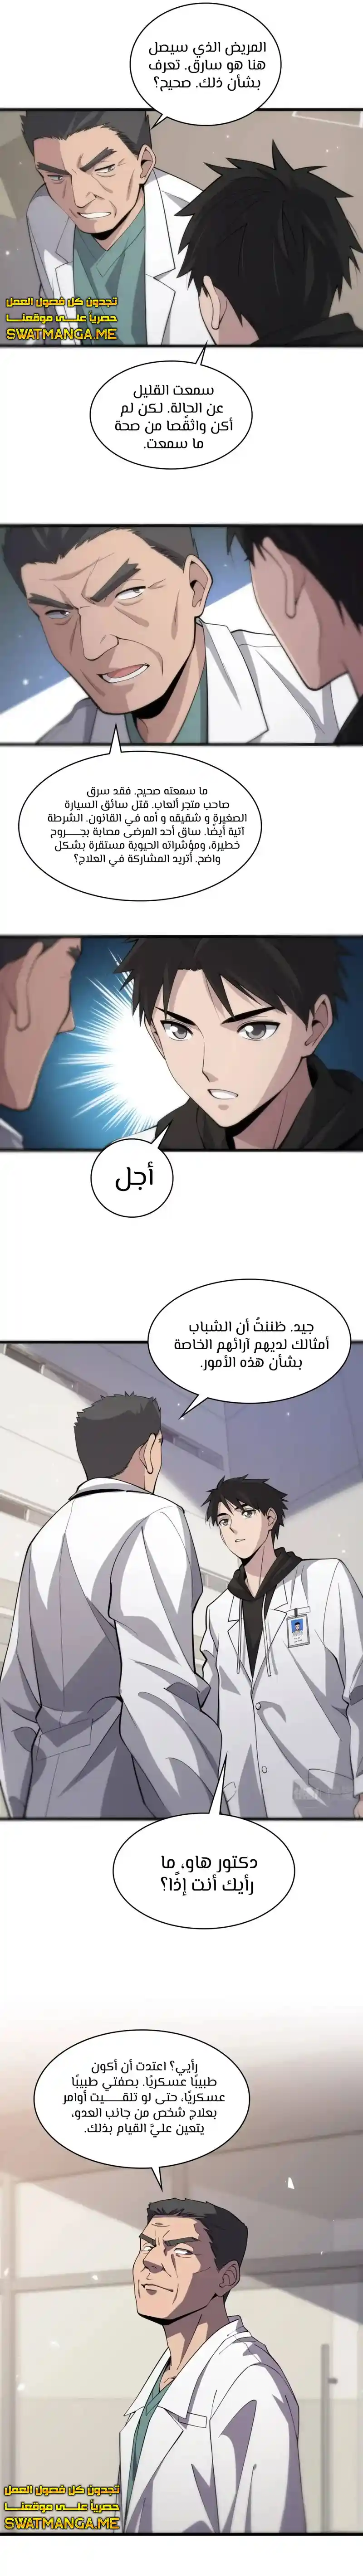 المريض الذي سيصل
هنا هو سارق. تعرف
بشأن ذلك. صحيح؟
تجدون كل فصول العمل
حصرياً على موقعنا
SWATMANGA.ME
سمعت القليل
عن الحالة. لكن لم
أكن واثقًصا من صحة
ما سمعت.
ما سمعته صحيح. فقد سرق
صاحب متجر ألعاب. قتل سائق السيارة
الصغيرة و شقيقه و أمه في القانون. الشرطة
آتية أيضًا. ساق أحد المرضى مصابة بجروح
خطيرة، ومؤشراته الحيوية مستقرة بشكل
واضح. أتريد المشاركة في العلاج؟
أجل
جيد. ظننتُ أن الشباب
أمثالك لديهم آرائهم الخاصة
بشأن هذه الأمور.
دكتور هاو، ما
رأيك أنت إذًا؟
رأيي؟ اعتدت أن أكون
طبيبًا عسكريًا. بصفتي طبيبًا
عسكريًا، حتى لو تلقيت أوامر
بعلاج شخص من جانب العدو،
يتعين عليَّ القيام بذلك.
تجدون كل فصول العمل
حصرياً على موقعنا
SWATMANGA.ME